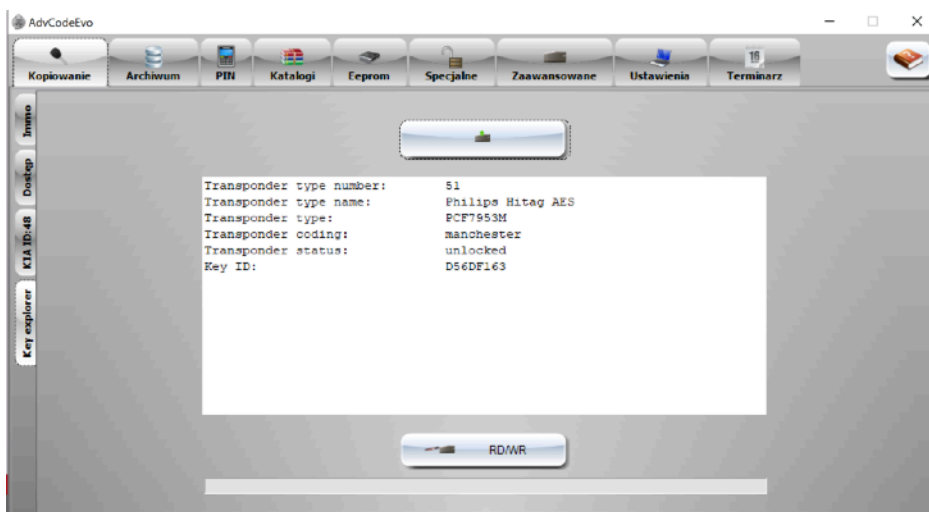 AdvCodeEvo
Kopiowanie Archiwum PIN Katalogi Eeprom Specjalne Zaawansowane Ustawienia Terminarz
16
Immo
Dostęp
KIA ID:48
Key explorer
Transponder type number: 51
Transponder type name: Philips Hitag AES
Transponder type: PCF7953M
Transponder coding: manchester
Transponder status: unlocked
Key ID: D56DF163
RD/WR